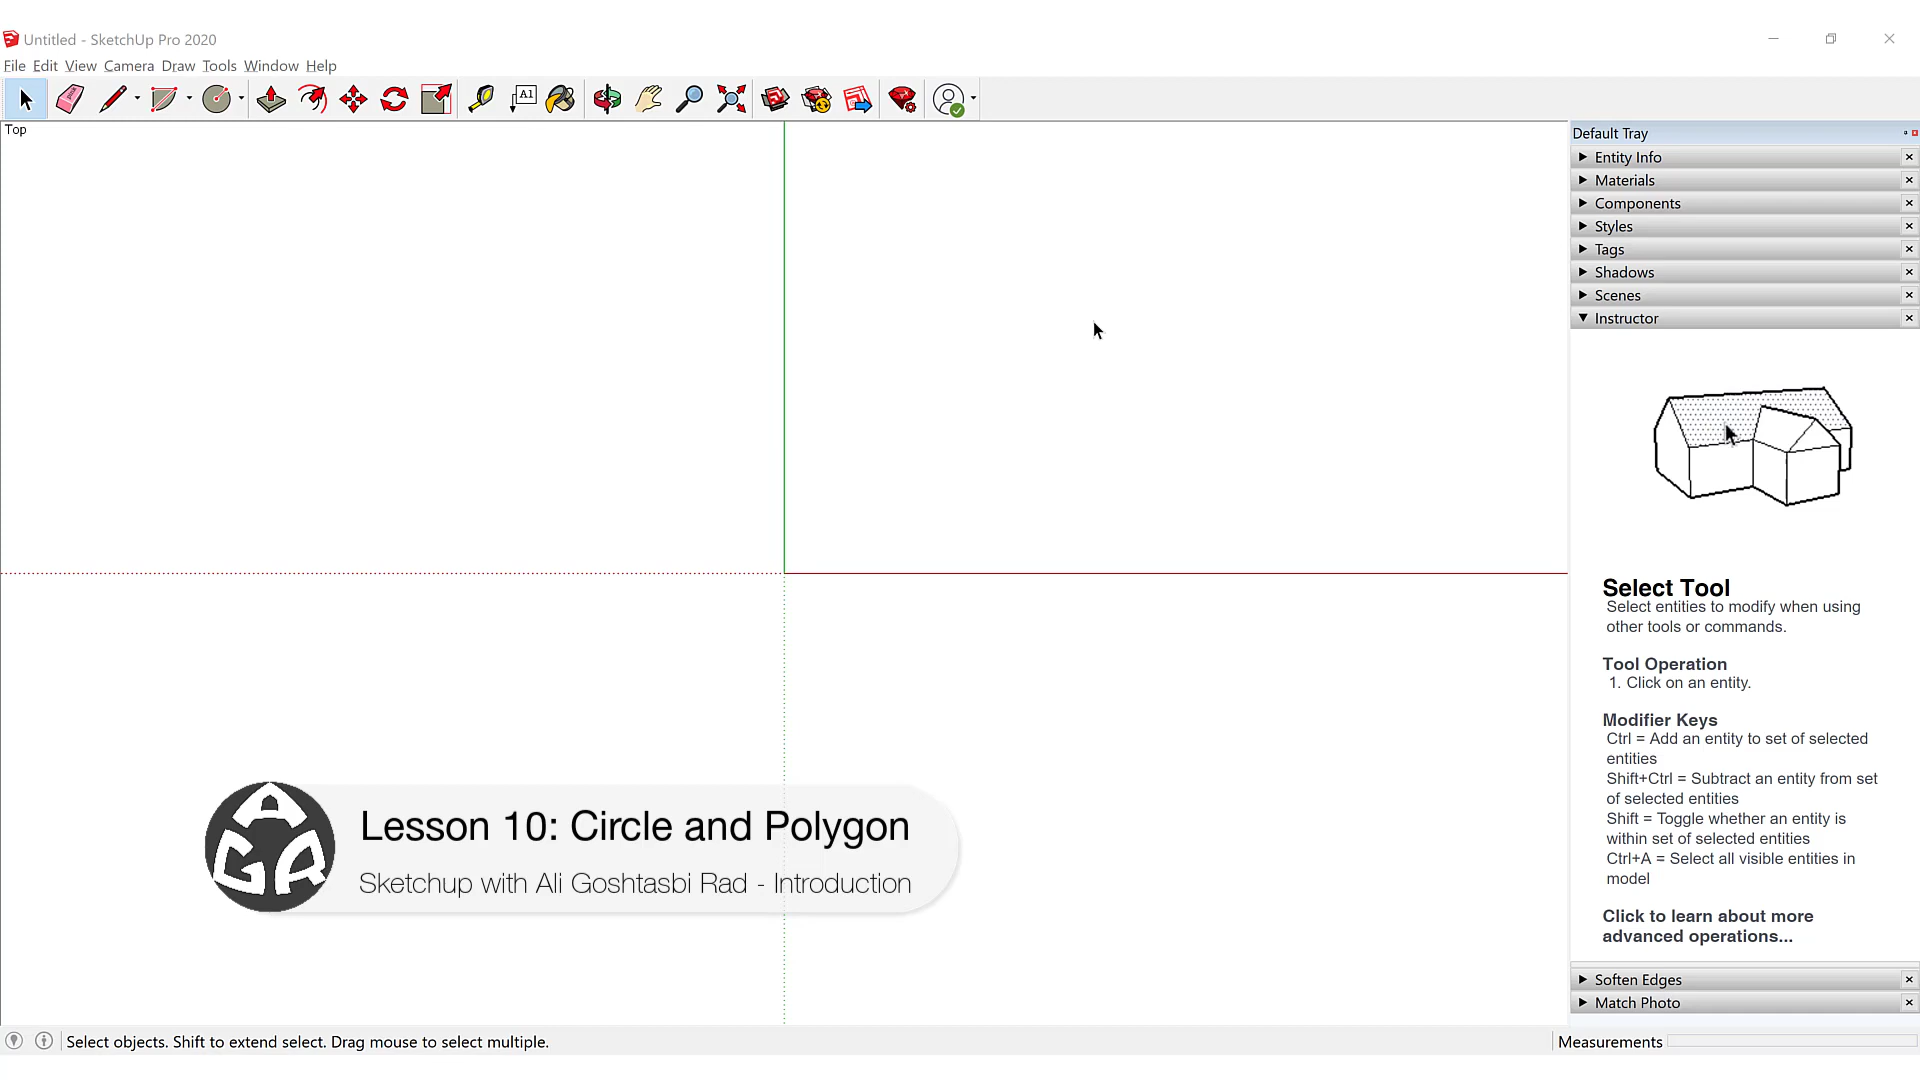 Untitled - SketchUp Pro 2020
File Edit View Camera Draw Tools Window Help
A1
Top
Default Tray
Entity Info
Materials
Components
Styles
Tags
Shadows
Scenes
Instructor
Select Tool
Select entities to modify when using
other tools or commands.
Tool Operation
1. Click on an entity.
Modifier Keys
Ctrl = Add an entity to set of selected
entities
Shift+Ctrl = Subtract an entity from set
of selected entities
Shift = Toggle whether an entity is
within set of selected entities
Ctrl+A = Select all visible entities in
model
Click to learn about more
advanced operations...
Soften Edges
Match Photo
AGR
Lesson 10: Circle and Polygon
Sketchup with Ali Goshtasbi Rad - Introduction
Select objects. Shift to extend select. Drag mouse to select multiple.
Measurements